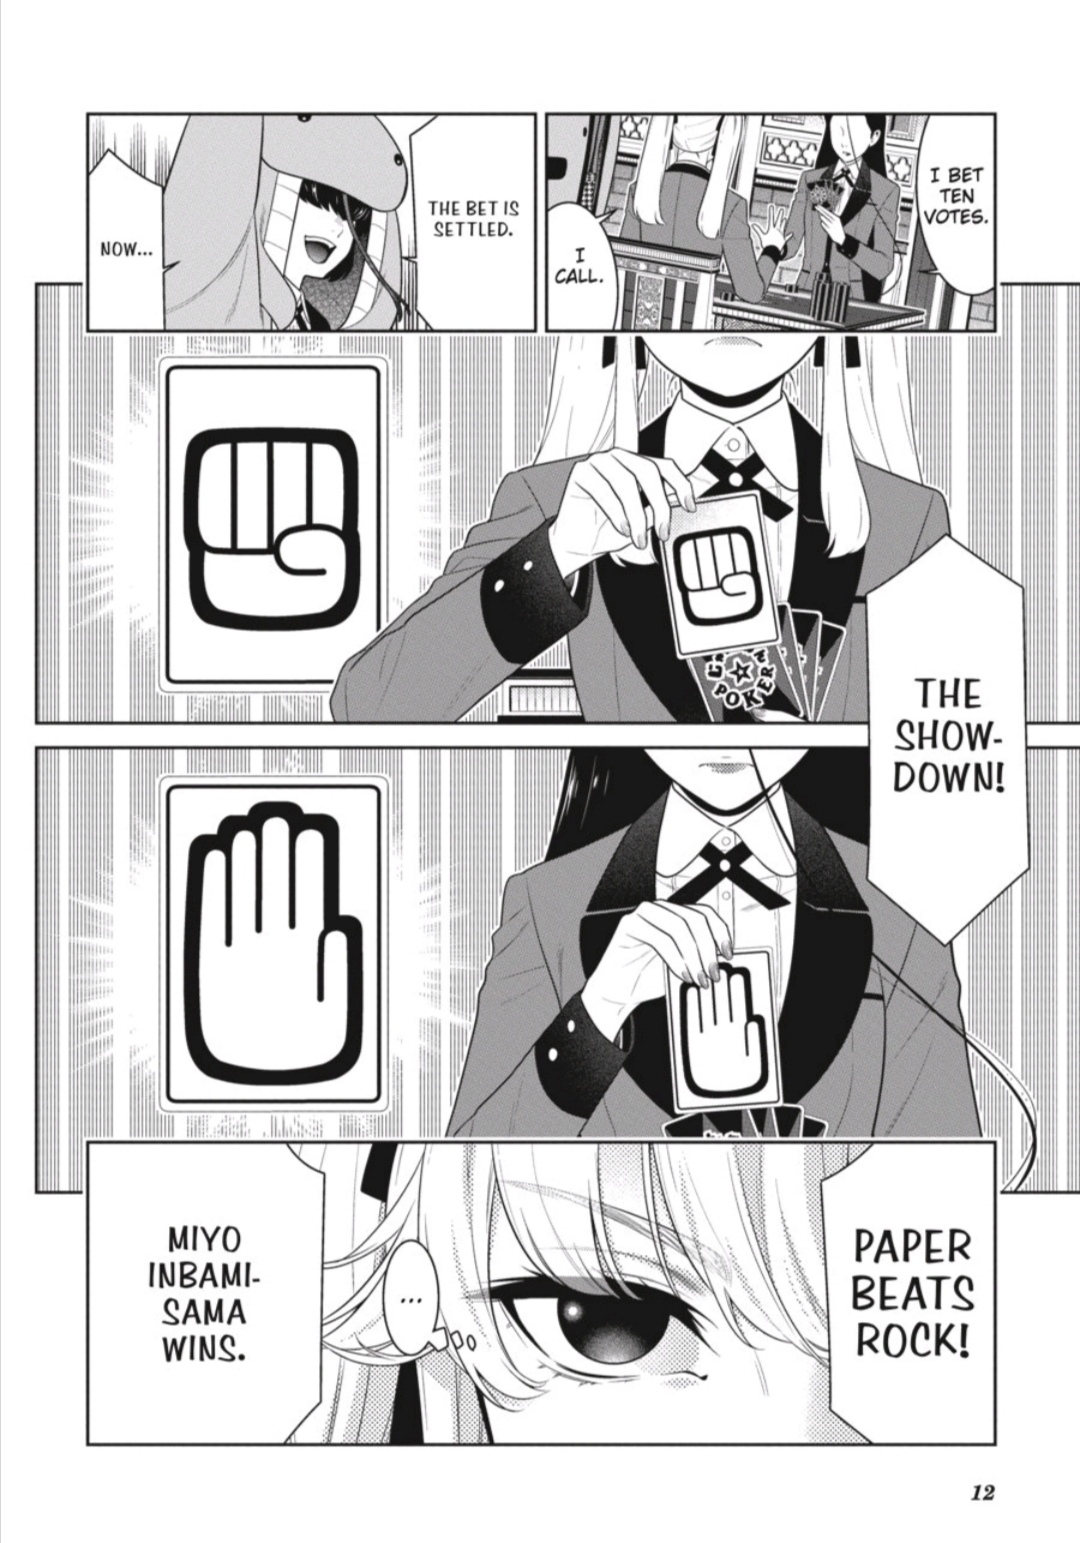 I BET
TEN
VOTES.
I
CALL.
THE BET IS
SETTLED.
NOW...
THE
SHOW-
DOWN!
POKER
PAPER
BEATS
ROCK!
...
MIYO
INBAMI-
SAMA
WINS.
12